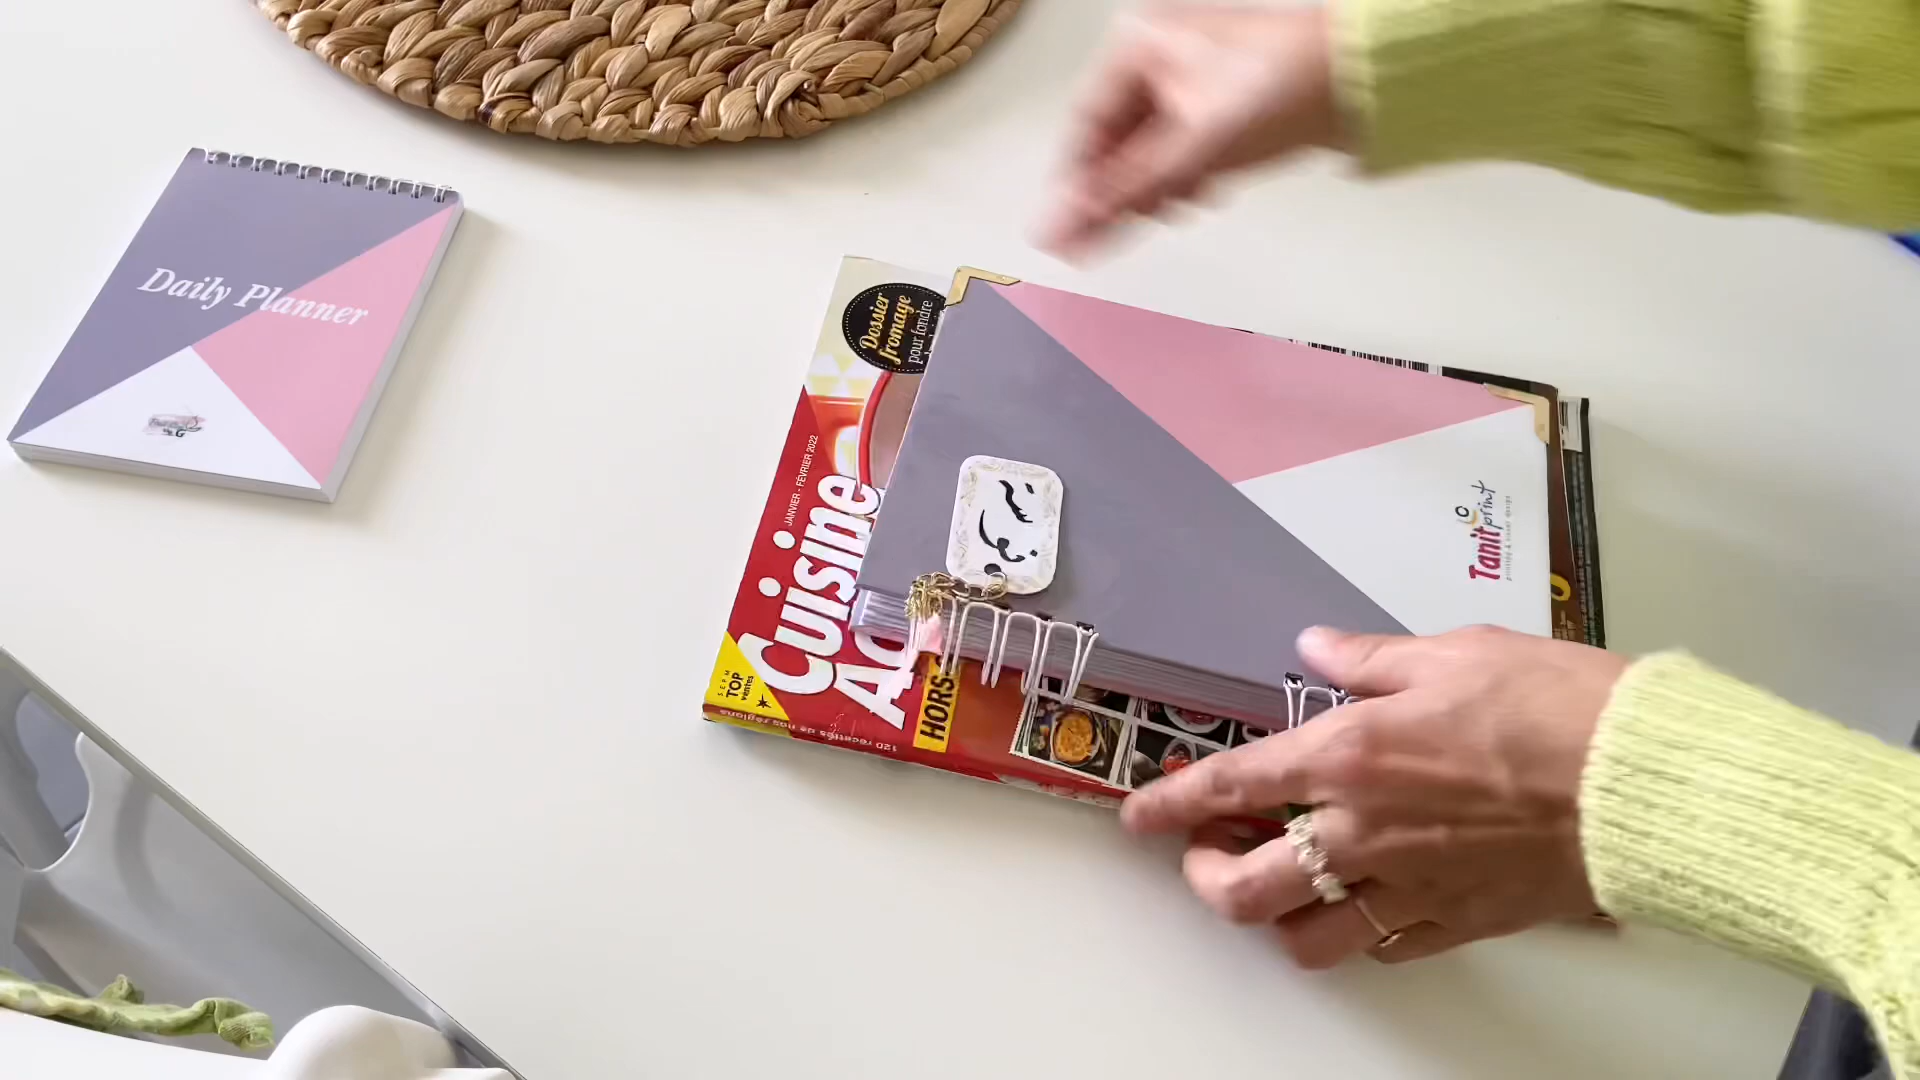 Daily Planner
Dossier
fromage
pour fondre
JANVIER - FÉVRIER 2022
Cuisine
HORS-
SEPM
TOP
ventes
120 recettes de nos régions
Tanit print